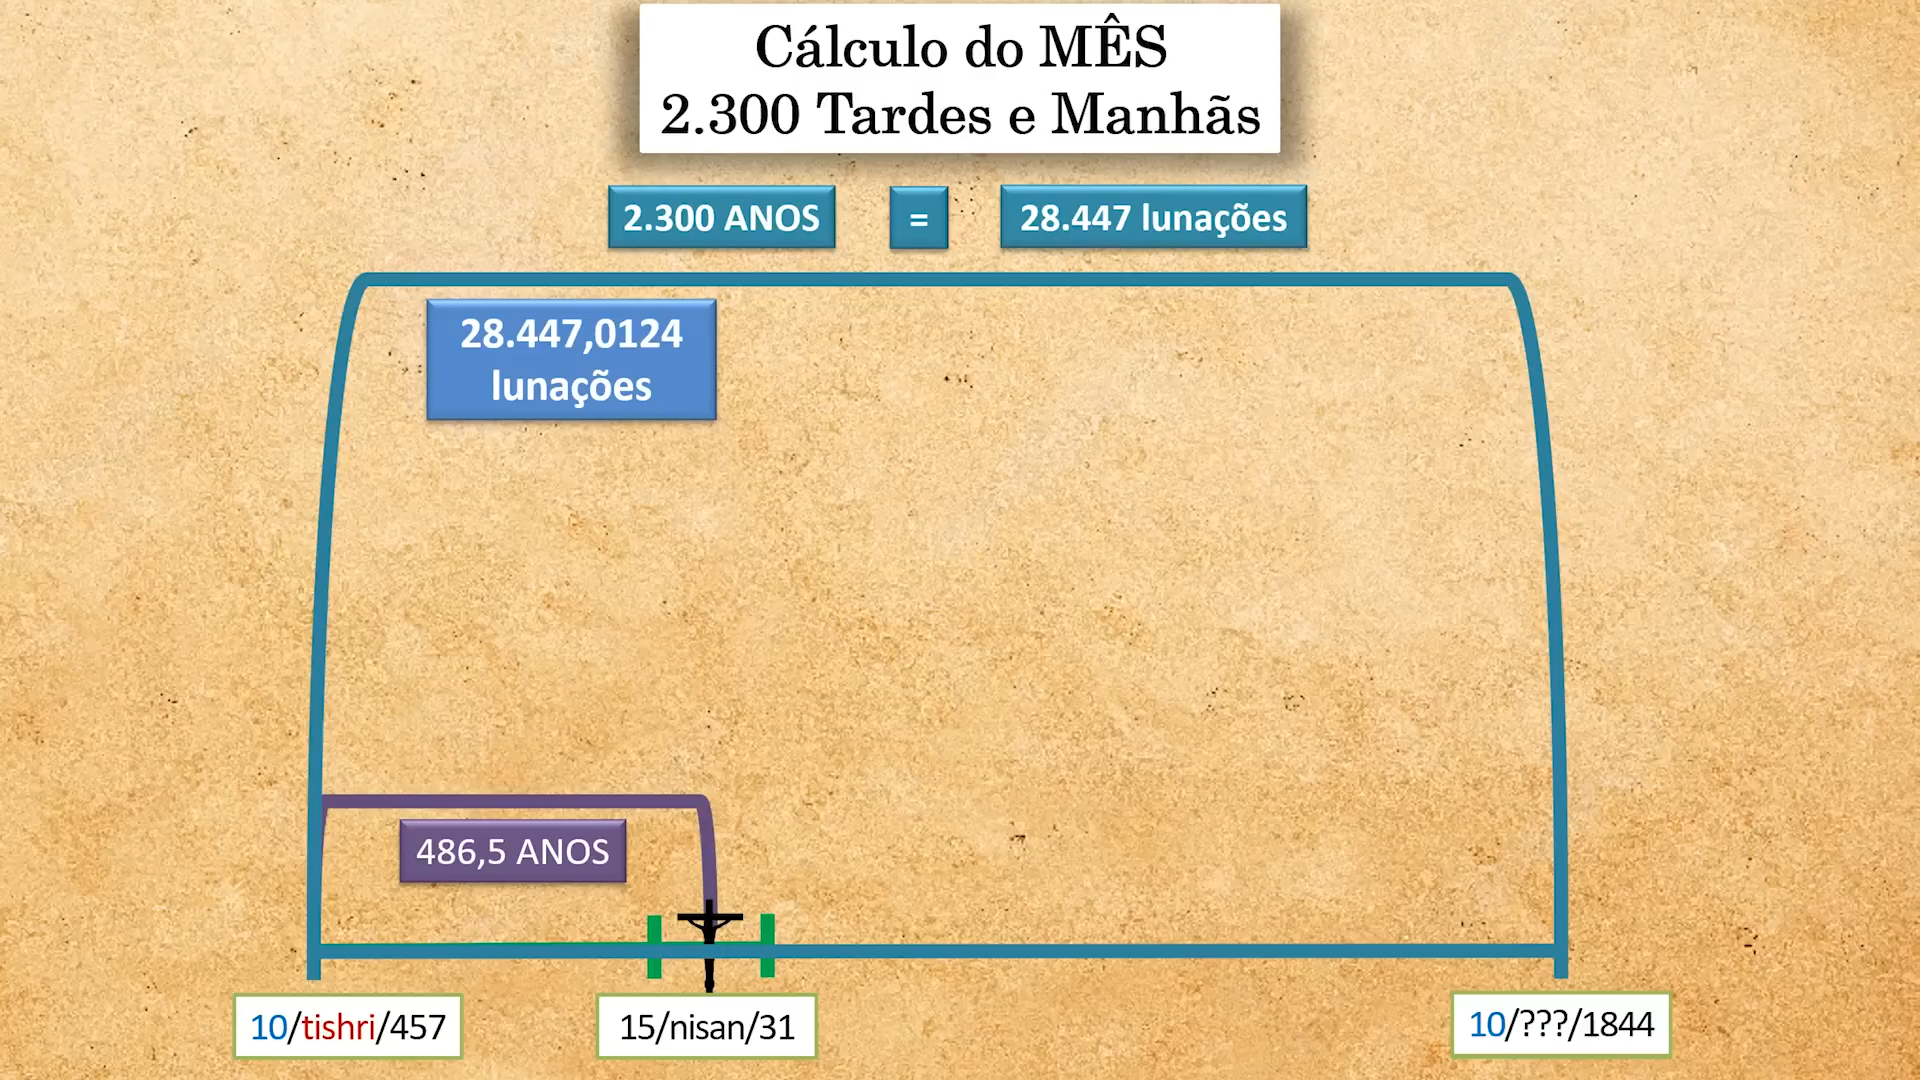 Cálculo do MÊS
2.300 Tardes e Manhãs
2.300 ANOS = 28.447 lunações
28.447,0124
lunações
486,5 ANOS
10/tishri/457
15/nisan/31
10/???/1844